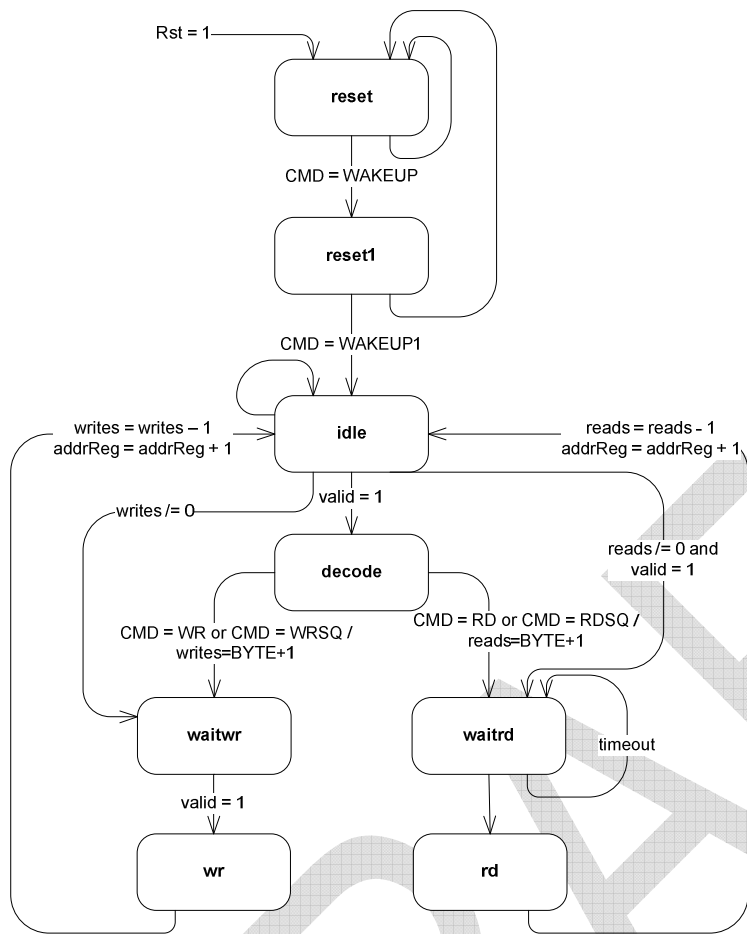 Rst = 1
reset
CMD = WAKEUP
reset1
CMD = WAKEUP1
writes = writes – 1
addrReg = addrReg + 1
idle
reads = reads - 1
addrReg = addrReg + 1
writes /= 0
valid = 1
reads /= 0 and
valid = 1
decode
CMD = WR or CMD = WRSQ /
writes=BYTE+1
CMD = RD or CMD = RDSQ /
reads=BYTE+1
waitwr
waitrd
timeout
valid = 1
wr
rd